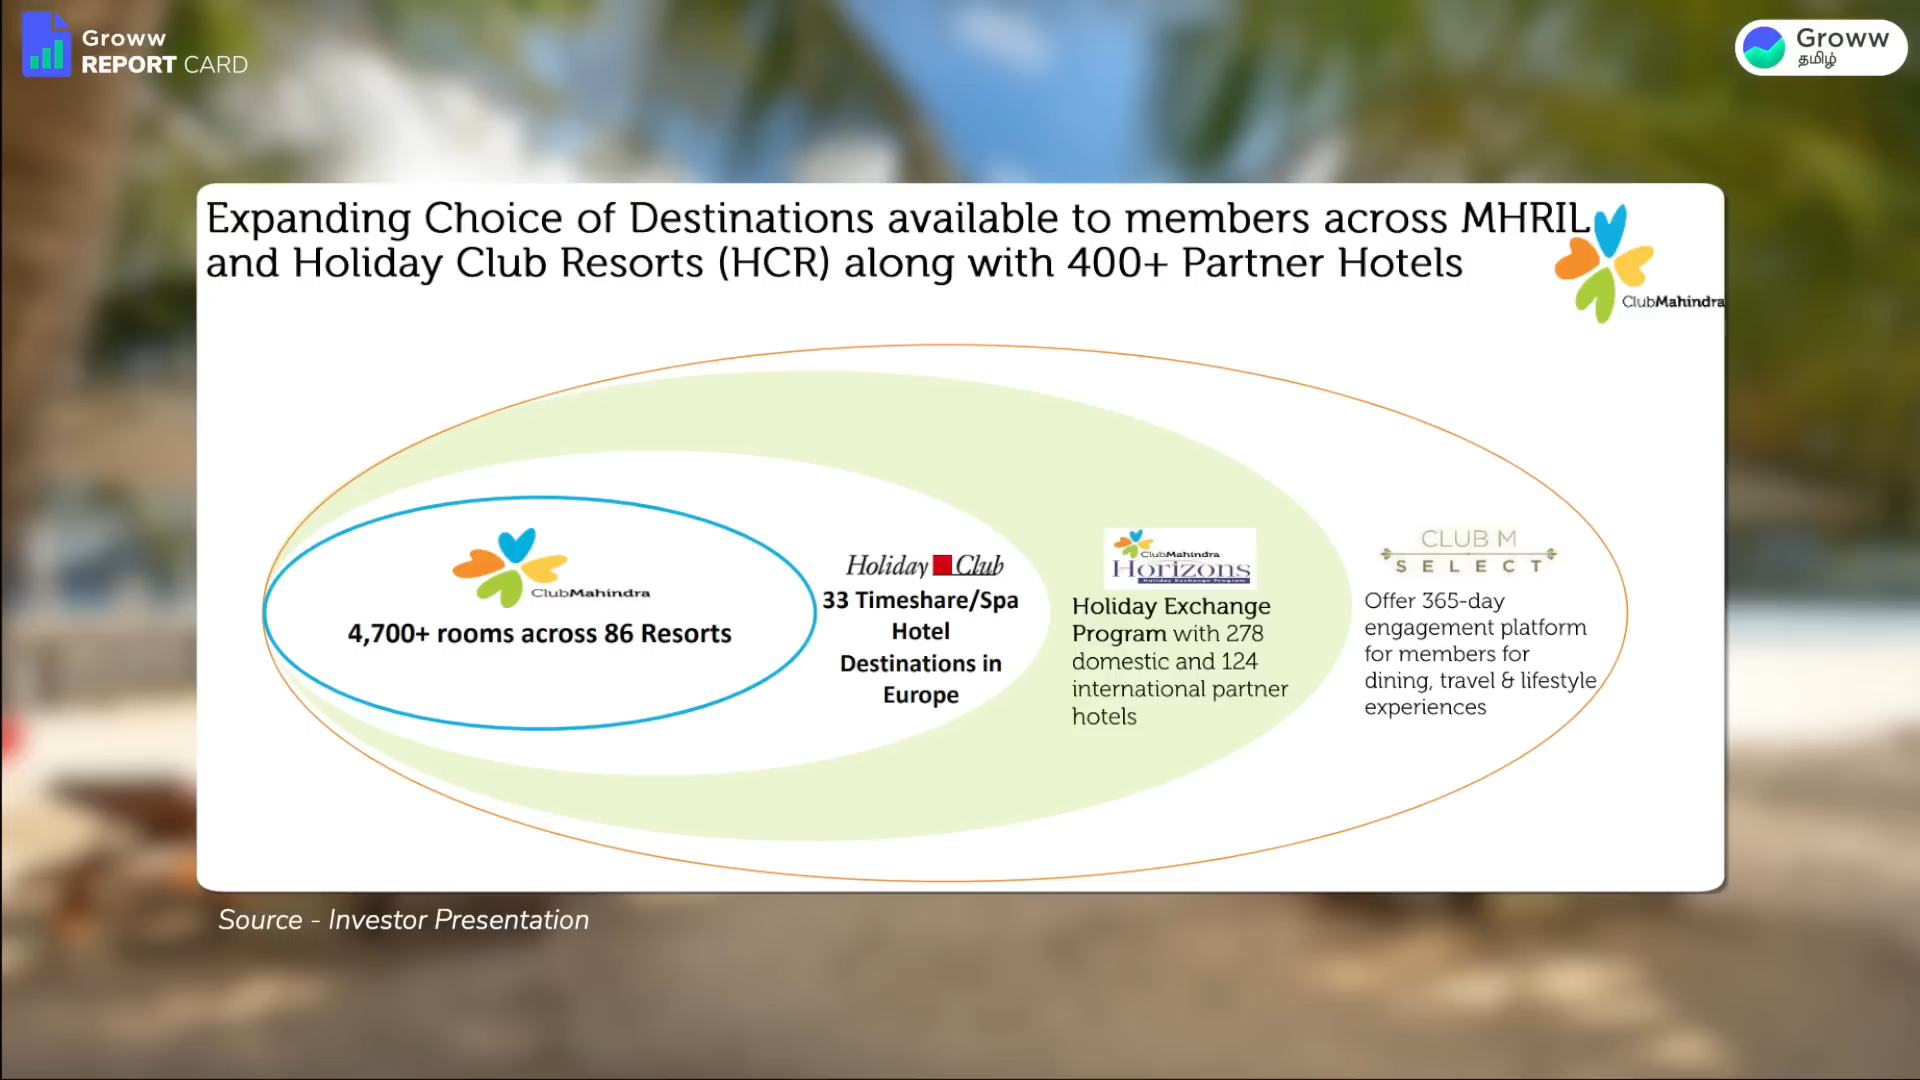 Groww
REPORT CARD
Groww
தமிழ்
Expanding Choice of Destinations available to members across MHRIL
and Holiday Club Resorts (HCR) along with 400+ Partner Hotels
ClubMahindra
ClubMahindra
4,700+ rooms across 86 Resorts
Holiday Club
33 Timeshare/Spa
Hotel
Destinations in
Europe
ClubMahindra
Horizons
Holiday Exchange Program
Holiday Exchange
Program with 278
domestic and 124
international partner
hotels
CLUB M
SELECT
Offer 365-day
engagement platform
for members for
dining, travel & lifestyle
experiences
Source - Investor Presentation